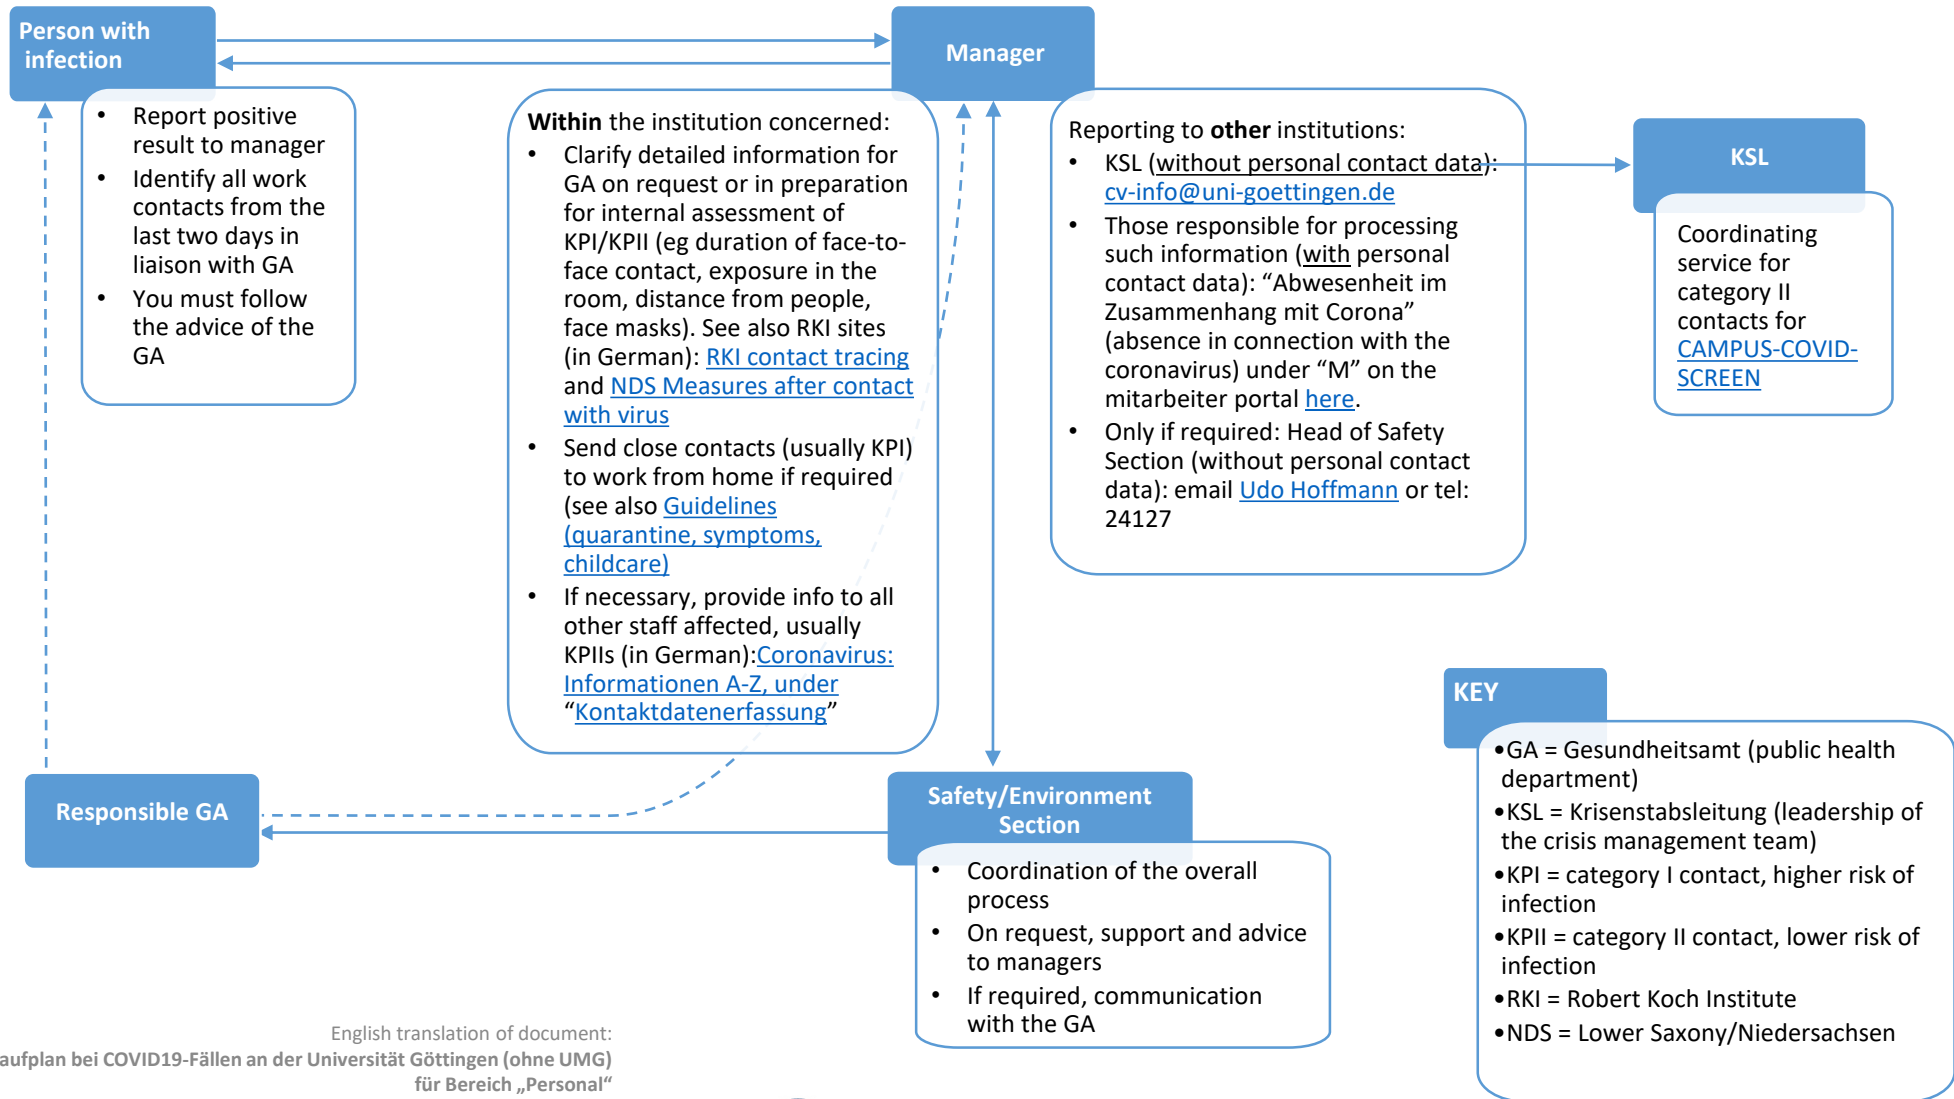 Person with
infection
• Report positive
result to manager
• Identify all work
contacts from the
last two days in
liaison with GA
• You must follow
the advice of the
GA
Manager
Within the institution concerned:
• Clarify detailed information for
GA on request or in preparation
for internal assessment of
KPI/KPII (eg duration of face-to-
face contact, exposure in the
room, distance from people,
face masks). See also RKI sites
(in German): RKI contact tracing
and NDS Measures after contact
with virus
• Send close contacts (usually KPI)
to work from home if required
(see also Guidelines
(quarantine, symptoms,
childcare)
• If necessary, provide info to all
other staff affected, usually
KPIIs (in German):Coronavirus:
Informationen A-Z, under
“Kontaktdatenerfassung”
Reporting to other institutions:
• KSL (without personal contact data):
cv-info@uni-goettingen.de
• Those responsible for processing
such information (with personal
contact data): “Abwesenheit im
Zusammenhang mit Corona”
(absence in connection with the
coronavirus) under “M” on the
mitarbeiter portal here.
• Only if required: Head of Safety
Section (without personal contact
data): email Udo Hoffmann or tel:
24127
KSL
Coordinating
service for
category II
contacts for
CAMPUS-COVID-
SCREEN
Responsible GA
Safety/Environment
Section
• Coordination of the overall
process
• On request, support and advice
to managers
• If required, communication
with the GA
KEY
•GA = Gesundheitsamt (public health
department)
•KSL = Krisenstabsleitung (leadership of
the crisis management team)
•KPI = category I contact, higher risk of
infection
•KPII = category II contact, lower risk of
infection
•RKI = Robert Koch Institute
•NDS = Lower Saxony/Niedersachsen
English translation of document:
aufplan bei COVID19-Fällen an der Universität Göttingen (ohne UMG)
für Bereich „Personal“